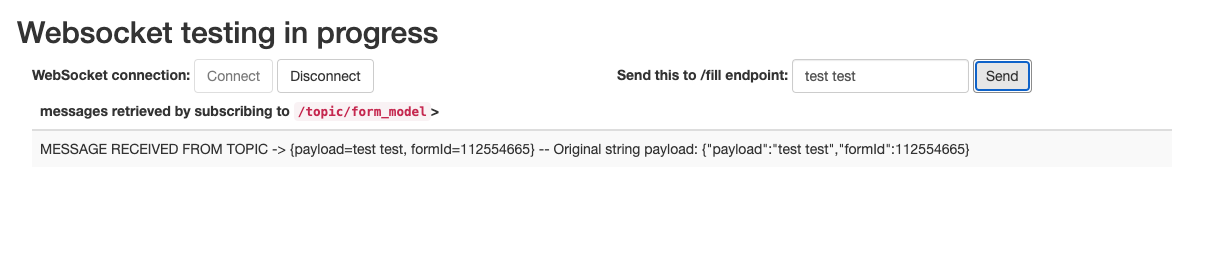 Websocket testing in progress
WebSocket connection: Connect Disconnect Send this to /fill endpoint: test test Send
messages retrieved by subscribing to /topic/form_model>
MESSAGE RECEIVED FROM TOPIC -> {payload=test test, formId=112554665} -- Original string payload: {"payload":"test test","formId":112554665}